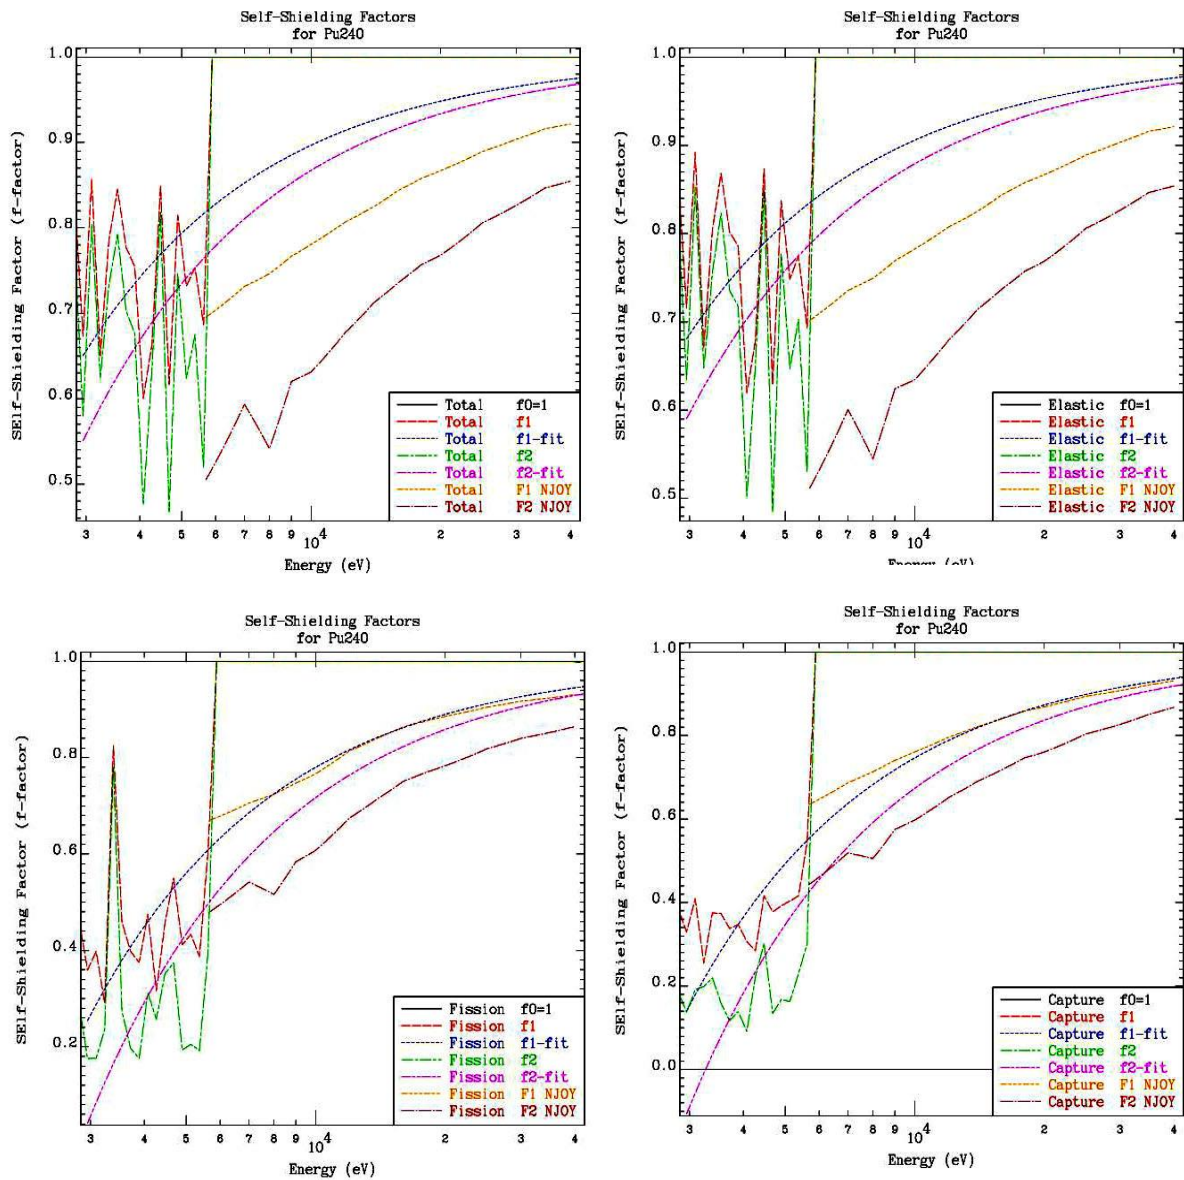 Self-Shielding Factors
for Pu240
SElf-Shielding Factor (f-factor)
1.0
0.9
0.8
0.7
0.6
0.5
Total f0=1
Total f1
Total f1-fit
Total f2
Total f2-fit
Total F1 NJOY
Total F2 NJOY
3 4 5 6 7 8 9 10⁴ 2 3 4
Energy (eV)
Self-Shielding Factors
for Pu240
SElf-Shielding Factor (f-factor)
1.0
0.9
0.8
0.7
0.6
0.5
Elastic f0=1
Elastic f1
Elastic f1-fit
Elastic f2
Elastic f2-fit
Elastic F1 NJOY
Elastic F2 NJOY
3 4 5 6 7 8 9 10⁴ 2 3 4
Energy (eV)
Self-Shielding Factors
for Pu240
SElf-Shielding Factor (f-factor)
1.0
0.8
0.6
0.4
0.2
Fission f0=1
Fission f1
Fission f1-fit
Fission f2
Fission f2-fit
Fission F1 NJOY
Fission F2 NJOY
3 4 5 6 7 8 9 10⁴ 2 3 4
Energy (eV)
Self-Shielding Factors
for Pu240
SElf-Shielding Factor (f-factor)
1.0
0.8
0.6
0.4
0.2
0.0
Capture f0=1
Capture f1
Capture f1-fit
Capture f2
Capture f2-fit
Capture F1 NJOY
Capture F2 NJOY
3 4 5 6 7 8 9 10⁴ 2 3 4
Energy (eV)